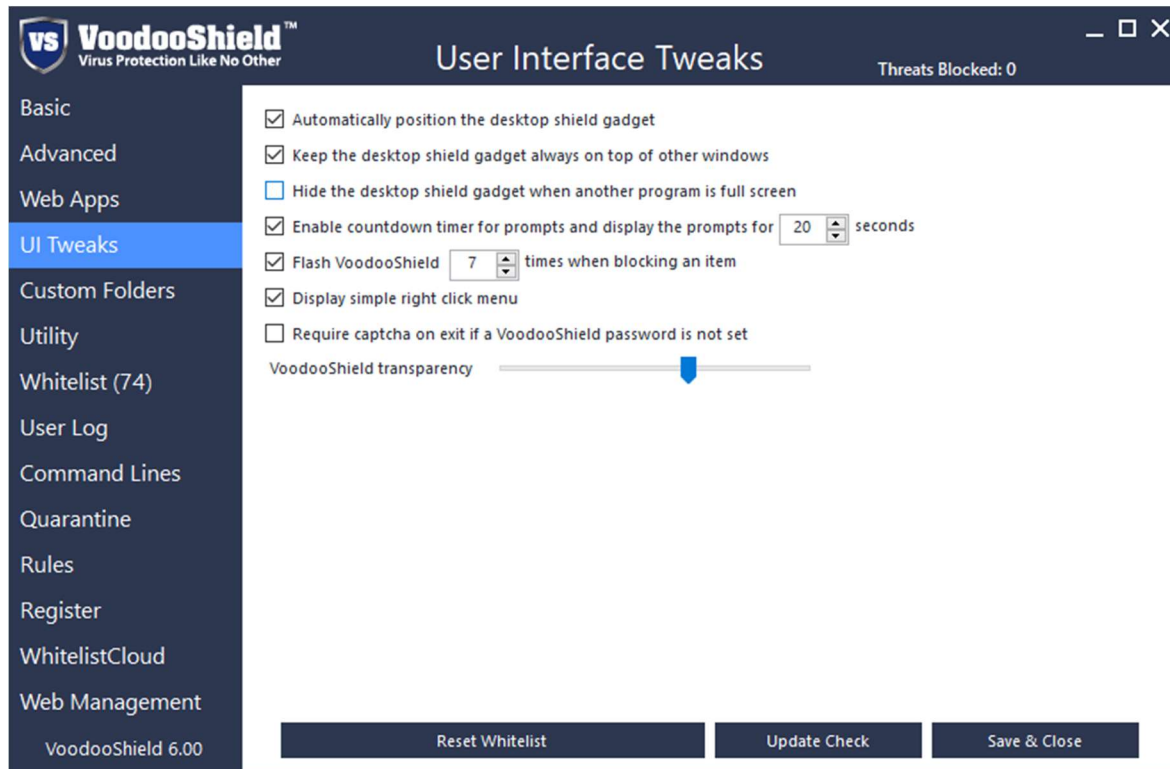 VS VoodooShield™
Virus Protection Like No Other
User Interface Tweaks
Threats Blocked: 0
Basic
Advanced
Web Apps
UI Tweaks
Custom Folders
Utility
Whitelist (74)
User Log
Command Lines
Quarantine
Rules
Register
WhitelistCloud
Web Management
VoodooShield 6.00
Automatically position the desktop shield gadget
Keep the desktop shield gadget always on top of other windows
Hide the desktop shield gadget when another program is full screen
Enable countdown timer for prompts and display the prompts for 20 seconds
Flash VoodooShield 7 times when blocking an item
Display simple right click menu
Require captcha on exit if a VoodooShield password is not set
VoodooShield transparency
Reset Whitelist Update Check Save & Close